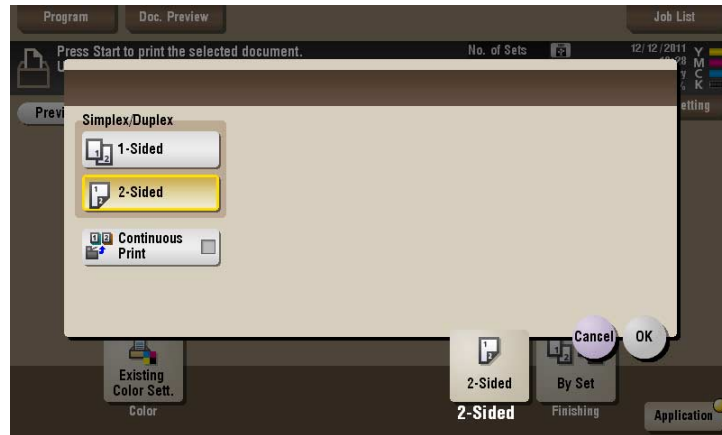 Program
Doc. Preview
Job List
Press Start to print the selected document.
No. of Sets
12/12/2011
Y
M
C
K
Simplex/Duplex
1-Sided
2-Sided
Continuous
Print
Cancel
OK
Existing
Color Sett.
Color
2-Sided
2-Sided
By Set
Finishing
Application